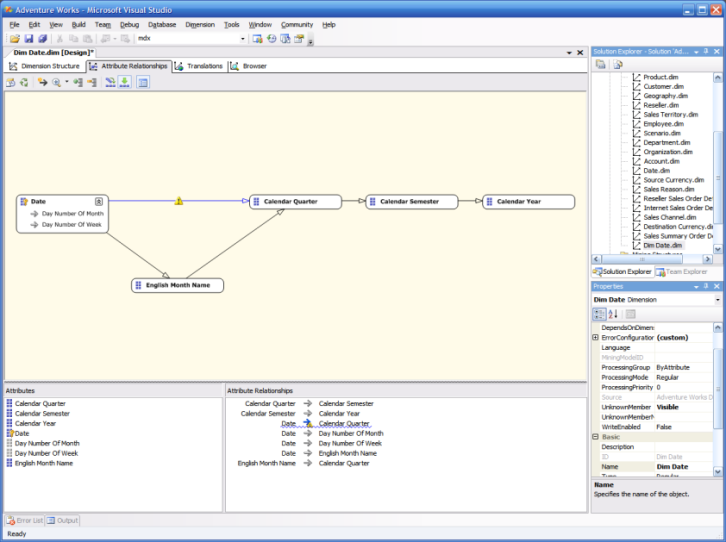 Adventure Works - Microsoft Visual Studio
File Edit View Build Team Debug Database Dimension Tools Window Community Help
mdx
Dim Date.dim [Design]*
Dimension Structure Attribute Relationships Translations Browser
Date
Day Number Of Month
Day Number Of Week
Calendar Quarter
Calendar Semester
Calendar Year
English Month Name
Attributes
Calendar Quarter
Calendar Semester
Calendar Year
Date
Day Number Of Month
Day Number Of Week
English Month Name
Attribute Relationships
Calendar Quarter Calendar Semester
Calendar Semester Calendar Year
Date Calendar Quarter
Date Day Number Of Month
Date Day Number Of Week
Date English Month Name
English Month Name Calendar Quarter
Solution Explorer - Solution 'Ad...
Product.dim
Customer.dim
Geography.dim
Reseller.dim
Sales Territory.dim
Employee.dim
Scenario.dim
Department.dim
Organization.dim
Account.dim
Date.dim
Source Currency.dim
Sales Reason.dim
Reseller Sales Order De
Internet Sales Order Det
Sales Channel.dim
Destination Currency.di
Sales Summary Order D
Dim Date.dim
Mining Structures
Solution Explorer Team Explorer
Properties
Dim Date Dimension
DependsOnDimen
ErrorConfiguration (custom)
Language
MiningModelID
ProcessingGroup ByAttribute
ProcessingMode Regular
ProcessingPriority 0
Source Adventure Works D
UnknownMember Visible
UnknownMemberN
WriteEnabled False
Basic
Description
ID Dim Date
Name Dim Date
Type Regular
Name
Specifies the name of the object.
Error List Output
Ready